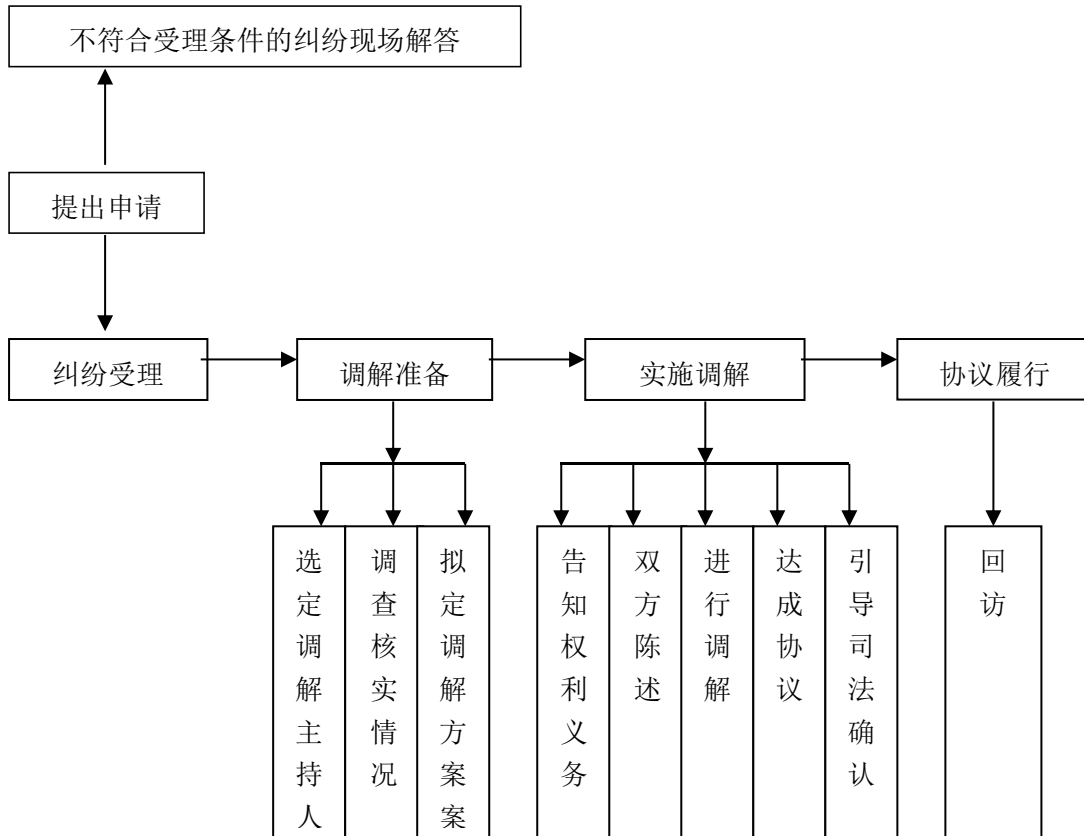 不符合受理条件的纠纷现场解答
提出申请
纠纷受理
调解准备
实施调解
协议履行
选定调解主持人
调查核实情况
拟定调解方案案
告知权利义务
双方陈述
进行调解
达成协议
引导司法确认
回访